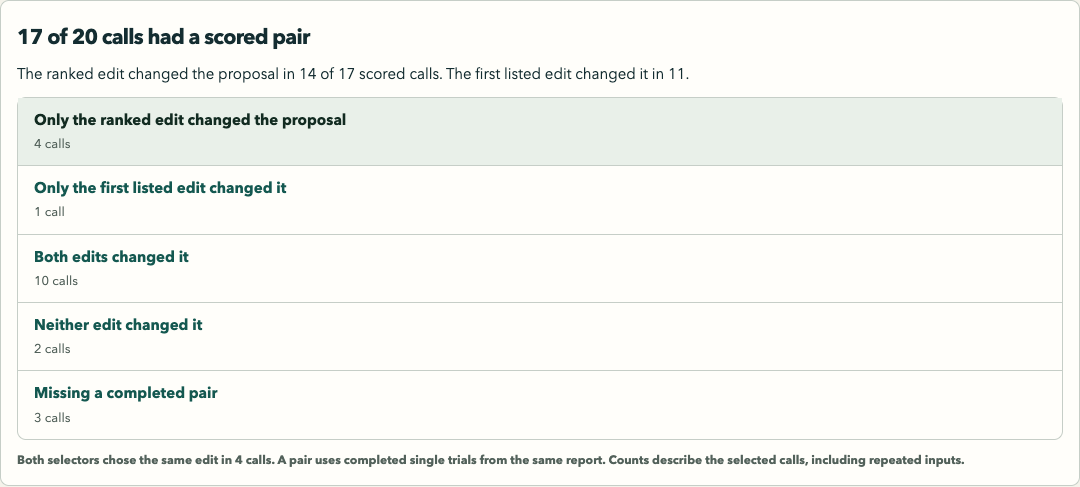 17 of 20 calls had a scored pair
The ranked edit changed the proposal in 14 of 17 scored calls. The first listed edit changed it in 11.
Only the ranked edit changed the proposal
4 calls
Only the first listed edit changed it
1 call
Both edits changed it
10 calls
Neither edit changed it
2 calls
Missing a completed pair
3 calls
Both selectors chose the same edit in 4 calls. A pair uses completed single trials from the same report. Counts describe the selected calls, including repeated inputs.